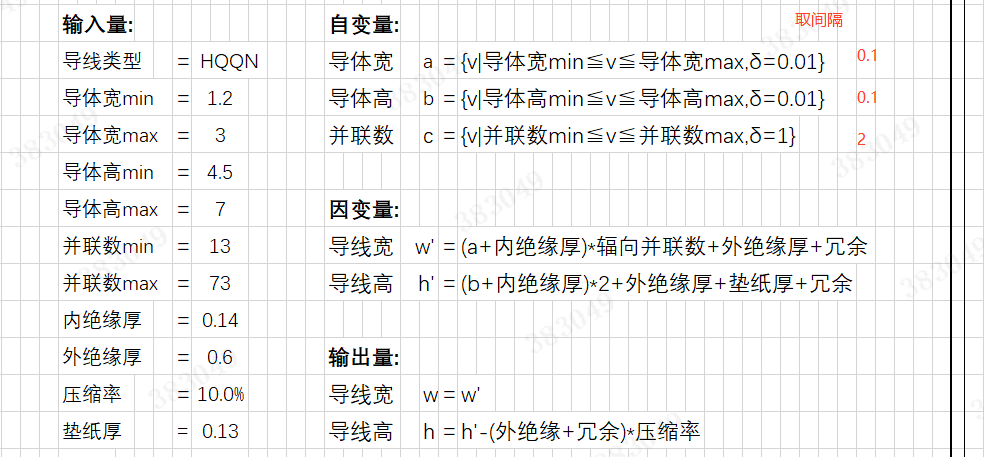 取间隔
输入量:
自变量:
导线类型 = HQQN
导体宽 a = {v|导体宽min≦v≦导体宽max,δ=0.01} 0.1
导体宽min = 1.2
导体高 b = {v|导体高min≦v≦导体高max,δ=0.01} 0.1
导体宽max = 3
并联数 c = {v|并联数min≦v≦并联数max,δ=1} 2
导体高min = 4.5
导体高max = 7
因变量:
并联数min = 13
导线宽 w' = (a+内绝缘厚)*辐向并联数+外绝缘厚+冗余
并联数max = 73
导线高 h' = (b+内绝缘厚)*2+外绝缘厚+垫纸厚+冗余
内绝缘厚 = 0.14
外绝缘厚 = 0.6
输出量:
压缩率 = 10.0%
导线宽 w = w'
垫纸厚 = 0.13
导线高 h = h'-(外绝缘+冗余)*压缩率
383049
383049
383049
383049
383049
383049
383049
383049